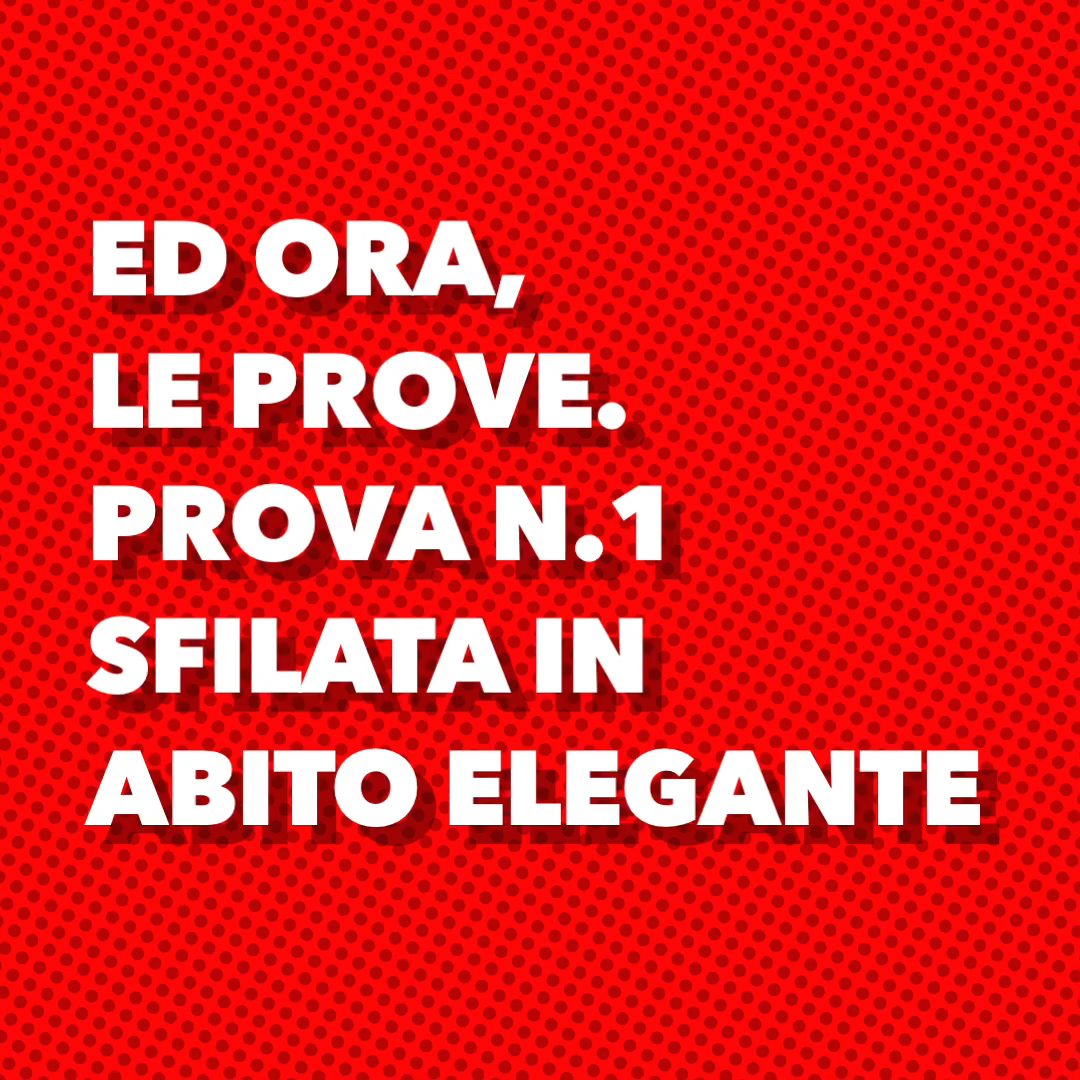 ED ORA,
LE PROVE.
PROVA N.1
SFILATA IN
ABITO ELEGANTE